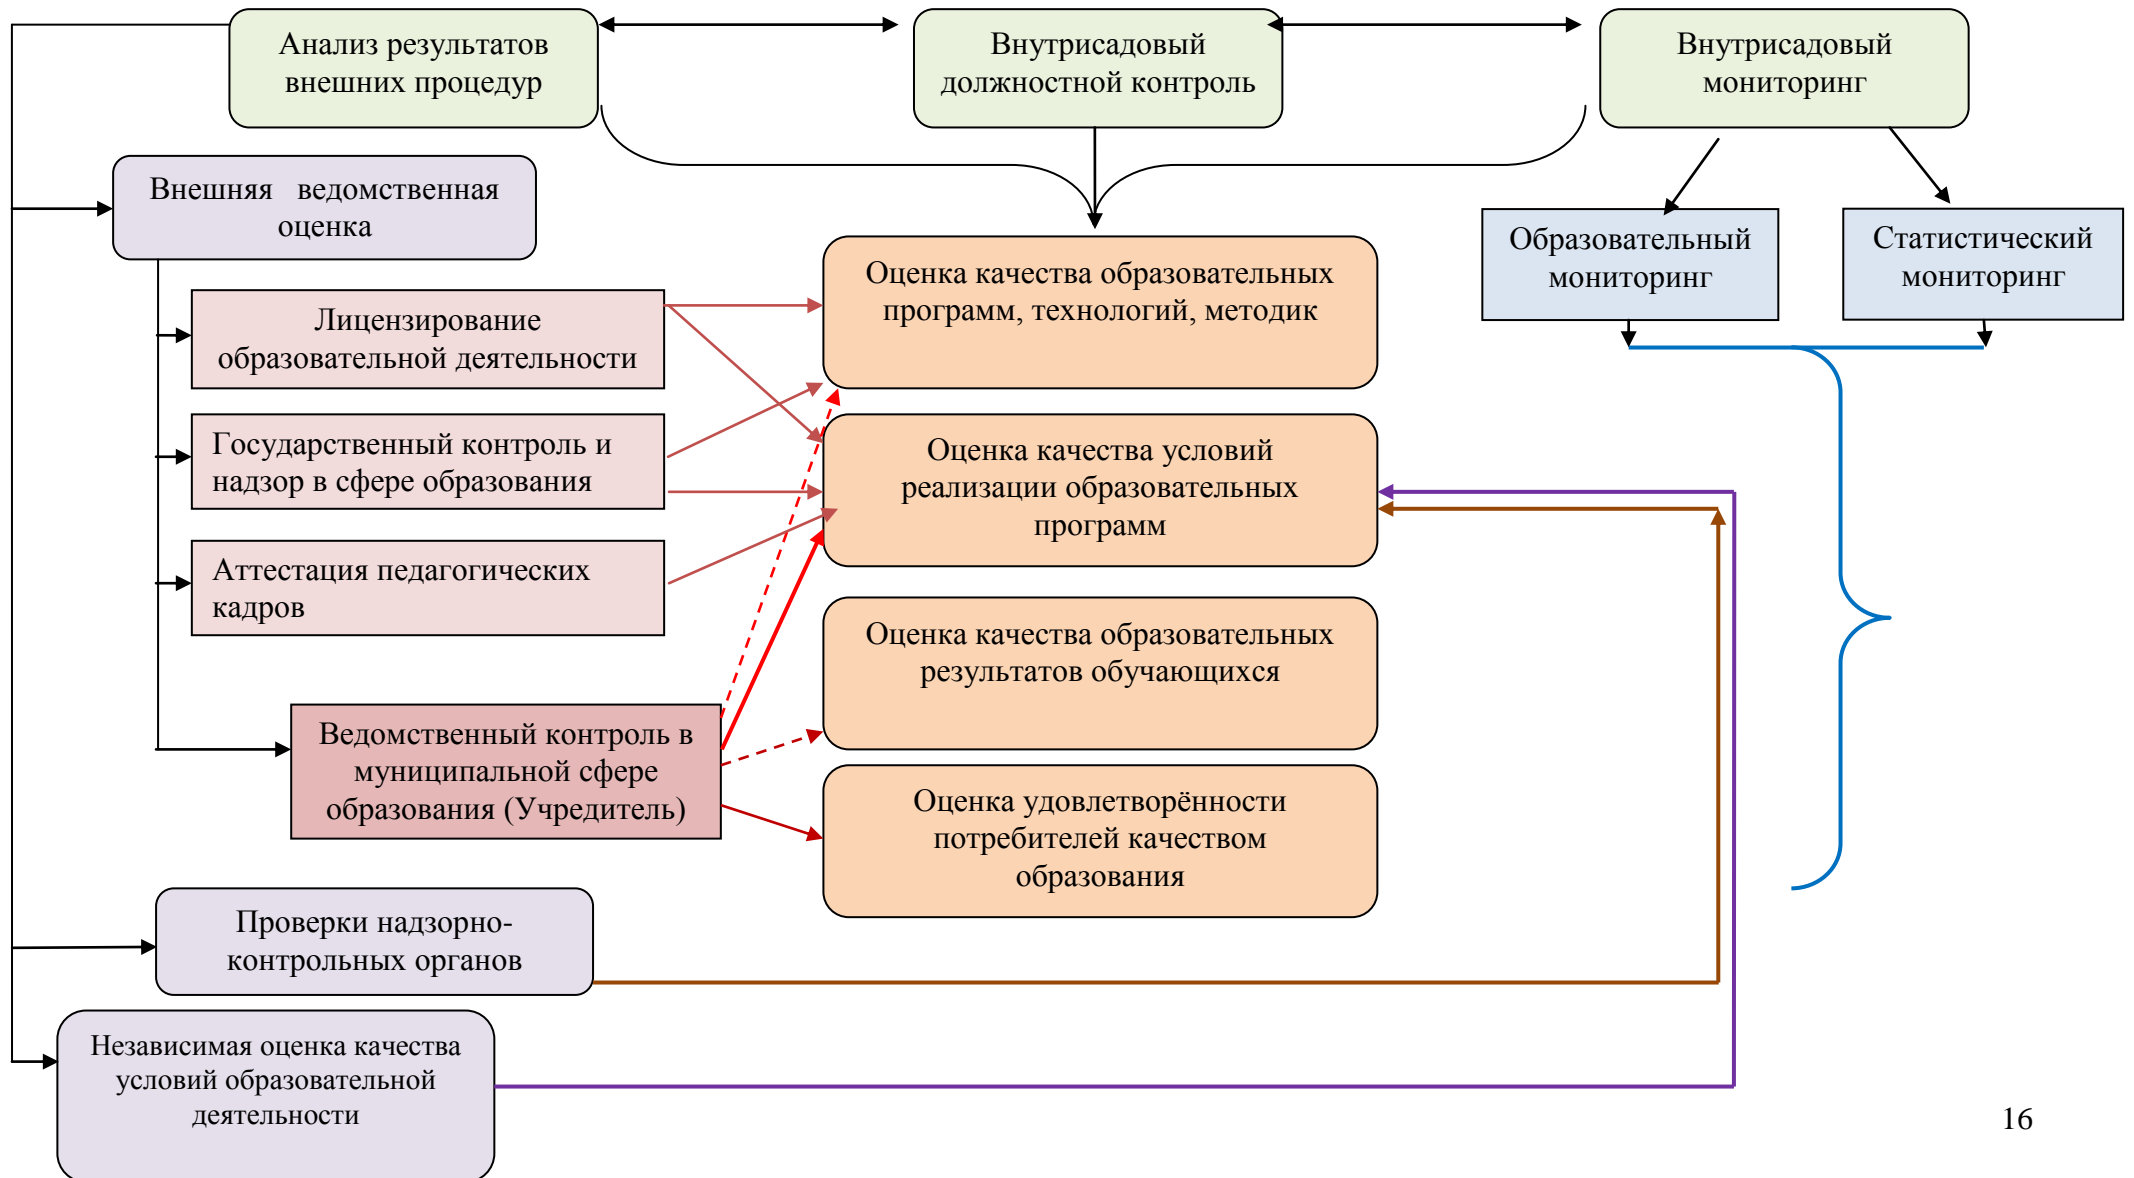 Анализ результатов
внешних процедур
Внутрисадовый
должностной контроль
Внутрисадовый
мониторинг
Внешняя ведомственная
оценка
Образовательный
мониторинг
Статистический
мониторинг
Оценка качества образовательных
программ, технологий, методик
Лицензирование
образовательной деятельности
Государственный контроль и
надзор в сфере образования
Оценка качества условий
реализации образовательных
программ
Аттестация педагогических
кадров
Оценка качества образовательных
результатов обучающихся
Ведомственный контроль в
муниципальной сфере
образования (Учредитель)
Оценка удовлетворённости
потребителей качеством
образования
Проверки надзорно-
контрольных органов
Независимая оценка качества
условий образовательной
деятельности
16